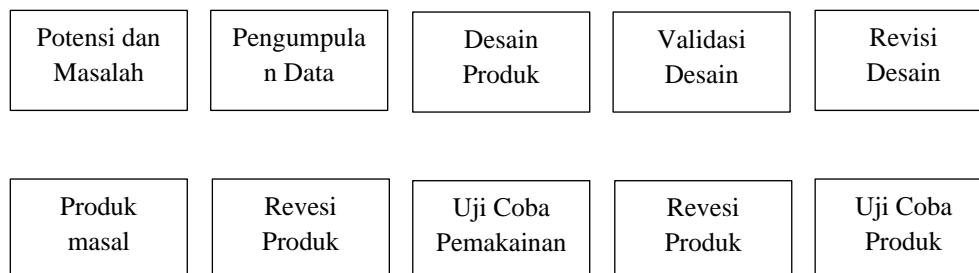 Potensi dan
Masalah
Pengumpula
n Data
Desain
Produk
Validasi
Desain
Revisi
Desain
Produk
masal
Revesi
Produk
Uji Coba
Pemakainan
Revesi
Produk
Uji Coba
Produk